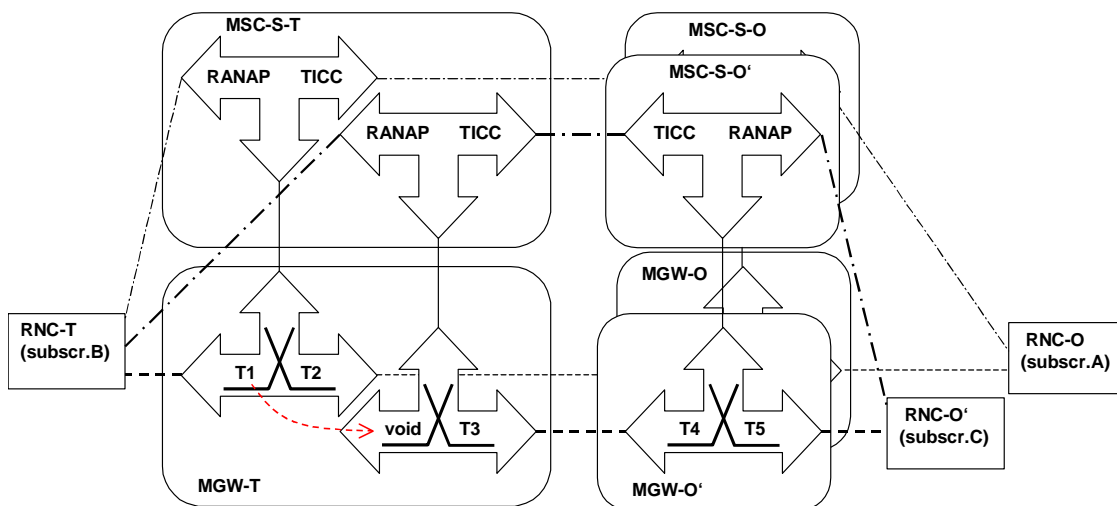 MSC-S-T
MSC-S-O
MSC-S-O‘
RANAP TICC
RANAP TICC
TICC RANAP
MGW-O
RNC-T
(subscr.B)
RNC-O
(subscr.A)
T1 T2
RNC-O‘
(subscr.C)
void T3
T4 T5
MGW-T
MGW-O‘